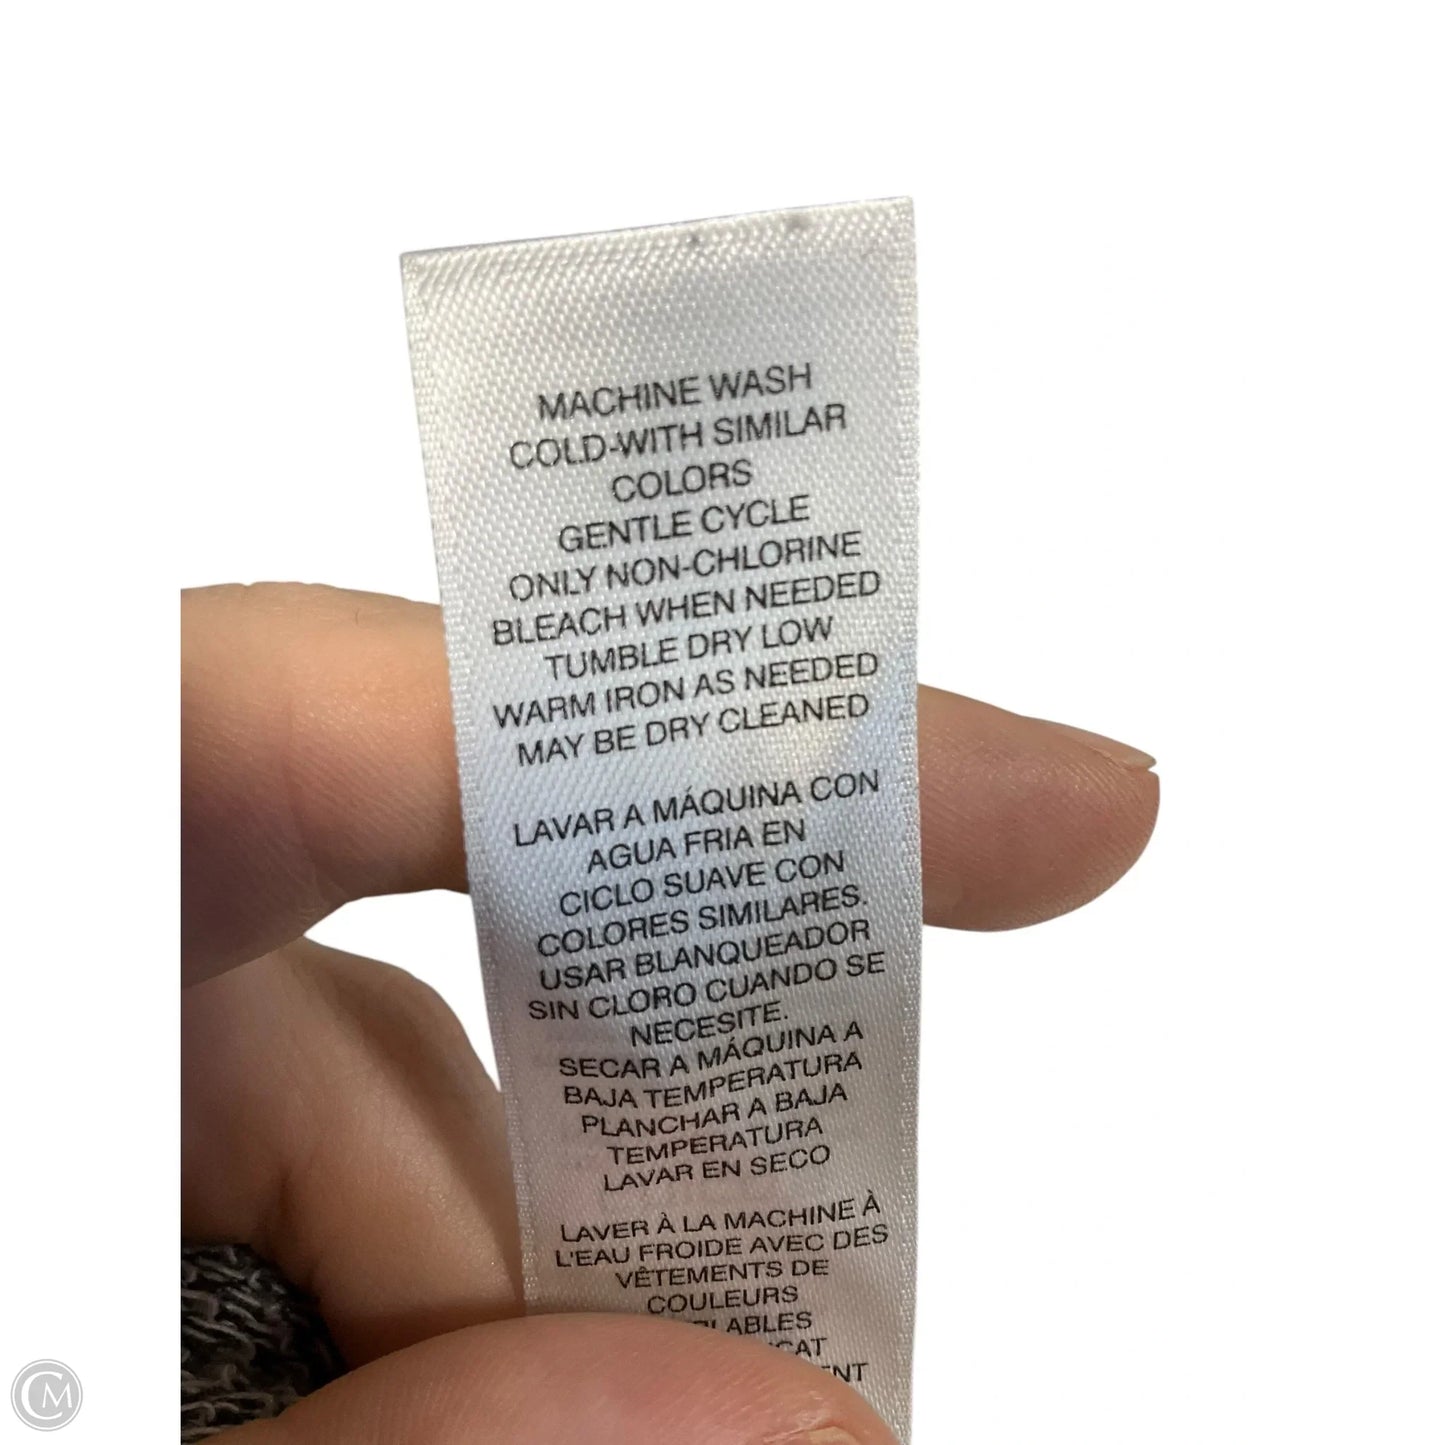 MACHINE WASH
COLD-WITH SIMILAR
COLORS
GENTLE CYCLE
ONLY NON-CHLORINE
BLEACH WHEN NEEDED
TUMBLE DRY LOW
WARM IRON AS NEEDED
MAY BE DRY CLEANED
LAVAR A MÁQUINA CON
AGUA FRIA EN
CICLO SUAVE CON
COLORES SIMILARES.
USAR BLANQUEADOR
SIN CLORO CUANDO SE
NECESITE.
SECAR A MÁQUINA A
BAJA TEMPERATURA
PLANCHAR A BAJA
TEMPERATURA
LAVAR EN SECO
LAVER À LA MACHINE À
L'EAU FROIDE AVEC DES
VÊTEMENTS DE
COULEURS
CM